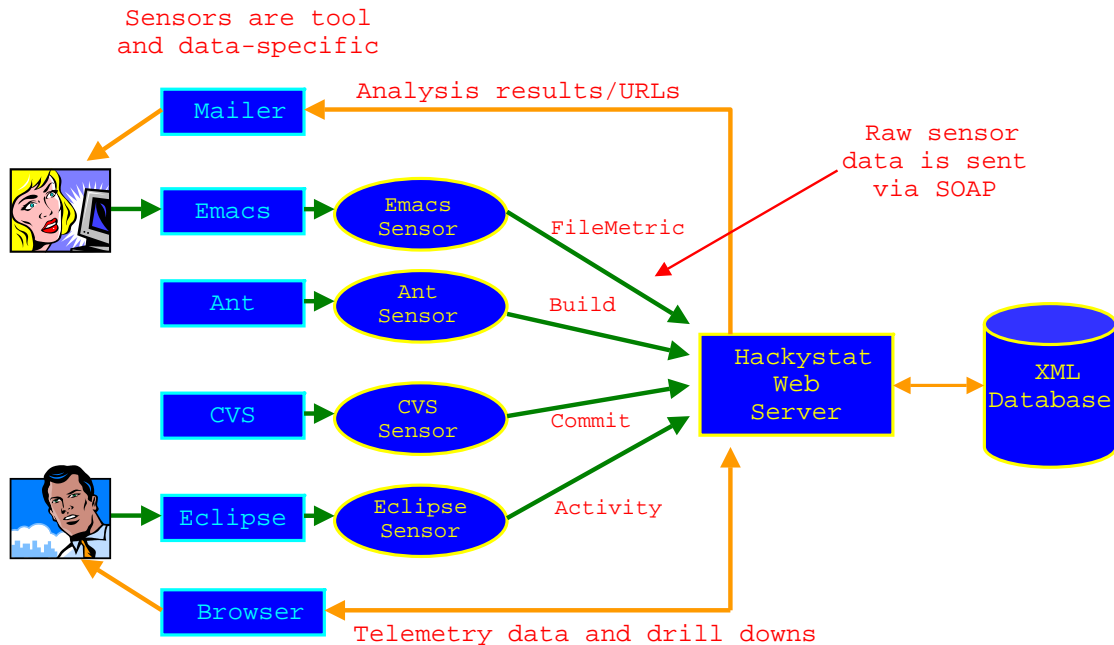 Sensors are tool
and data-specific
Analysis results/URLs
Mailer
Raw sensor
data is sent
via SOAP
Emacs
Emacs
Sensor
FileMetric
Ant
Ant
Sensor
Build
Hackystat
Web
Server
XML
Database
CVS
CVS
Sensor
Commit
Eclipse
Eclipse
Sensor
Activity
Browser
Telemetry data and drill downs